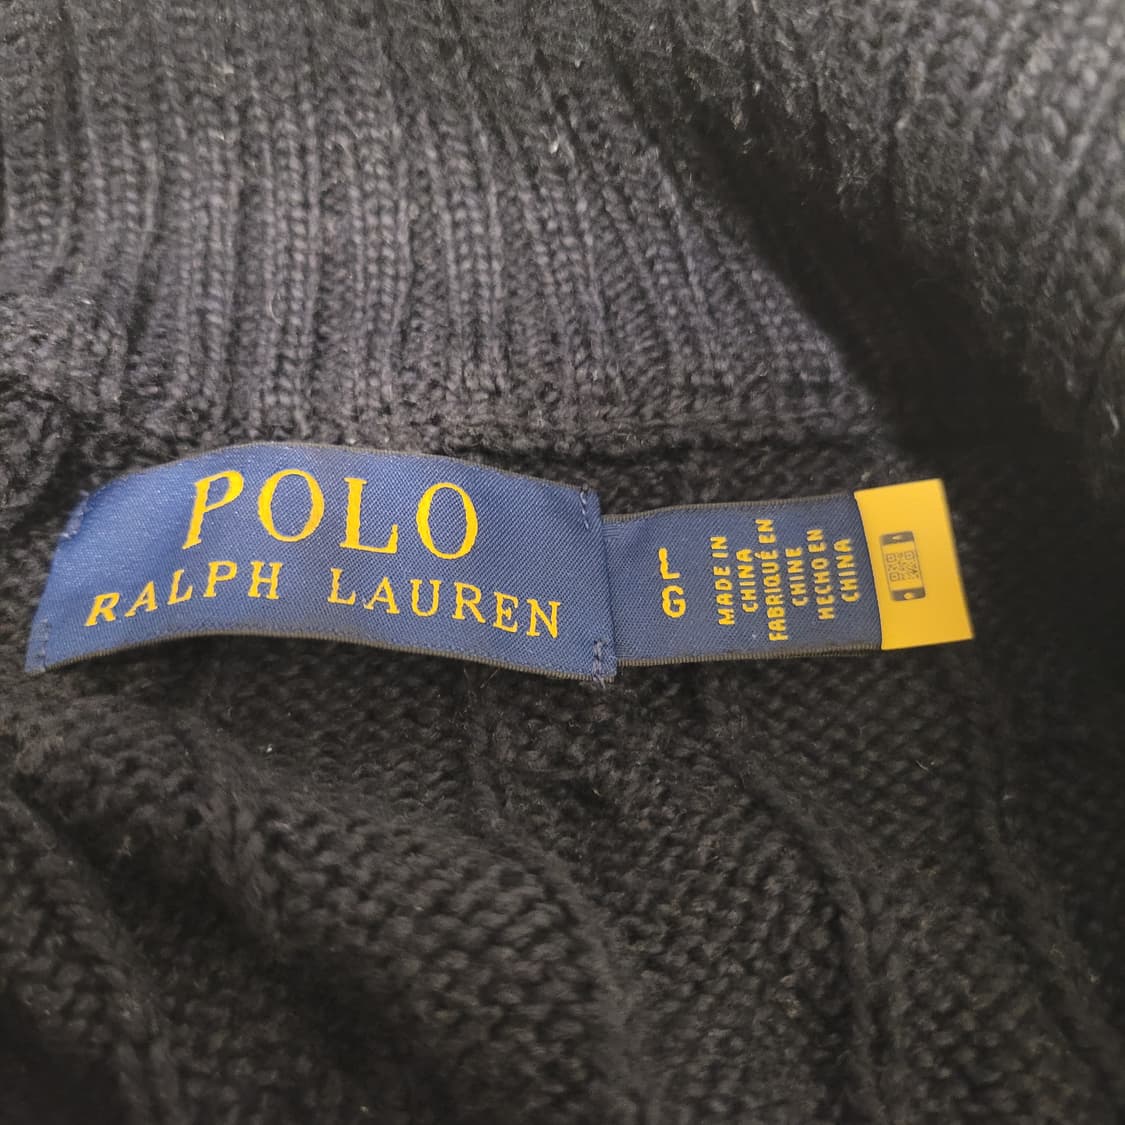 POLO
RALPH LAUREN
L
G
MADE IN
CHINA
FABRIQUÉ EN
CHINE
HECHO EN
CHINA